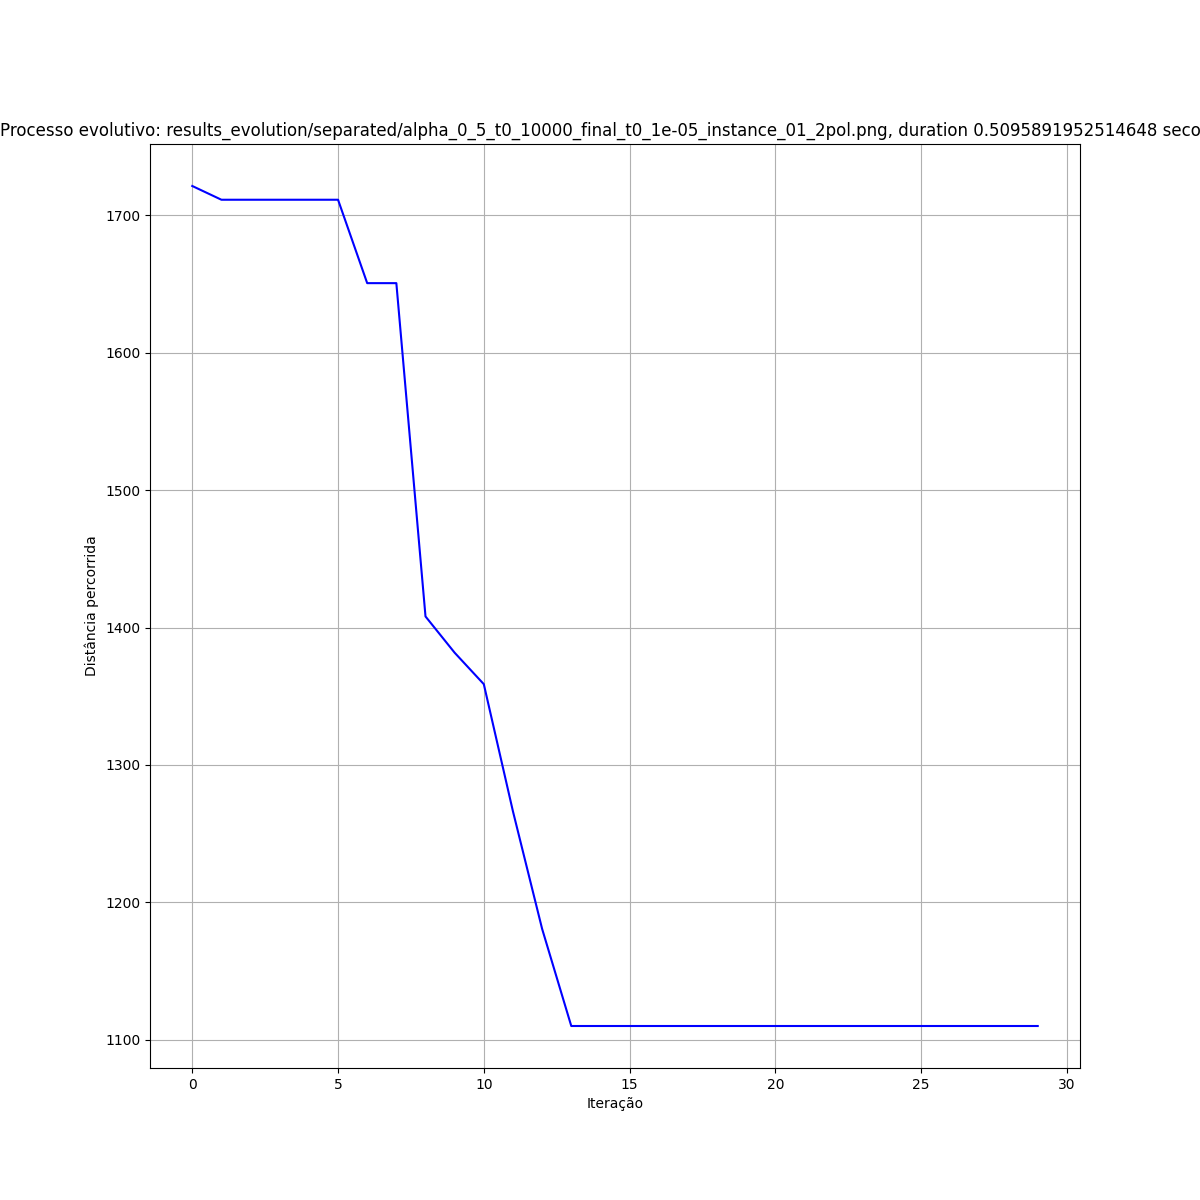 Processo evolutivo: results_evolution/separated/alpha_0_5_t0_10000_final_t0_1e-05_instance_01_2pol.png, duration 0.5095891952514648 seco
1700
1600
1500
1400
1300
1200
1100
Distância percorrida
0 5 10 15 20 25 30
Iteração